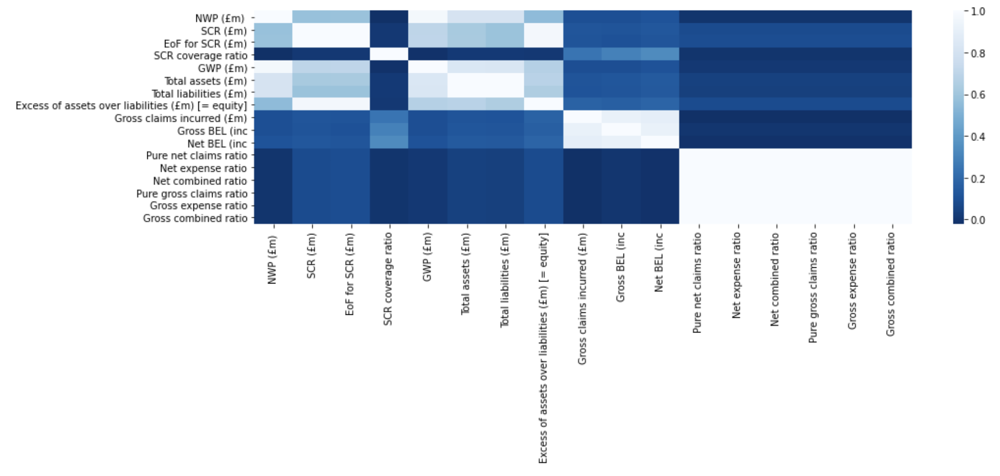 NWP (£m)
SCR (£m)
EoF for SCR (£m)
SCR coverage ratio
GWP (£m)
Total assets (£m)
Total liabilities (£m)
Excess of assets over liabilities (£m) [= equity]
Gross claims incurred (£m)
Gross BEL (inc
Net BEL (inc
Pure net claims ratio
Net expense ratio
Net combined ratio
Pure gross claims ratio
Gross expense ratio
Gross combined ratio
NWP (£m)
SCR (£m)
EoF for SCR (£m)
SCR coverage ratio
GWP (£m)
Total assets (£m)
Total liabilities (£m)
Excess of assets over liabilities (£m) [= equity]
Gross claims incurred (£m)
Gross BEL (inc
Net BEL (inc
Pure net claims ratio
Net expense ratio
Net combined ratio
Pure gross claims ratio
Gross expense ratio
Gross combined ratio
1.0
0.8
0.6
0.4
0.2
0.0